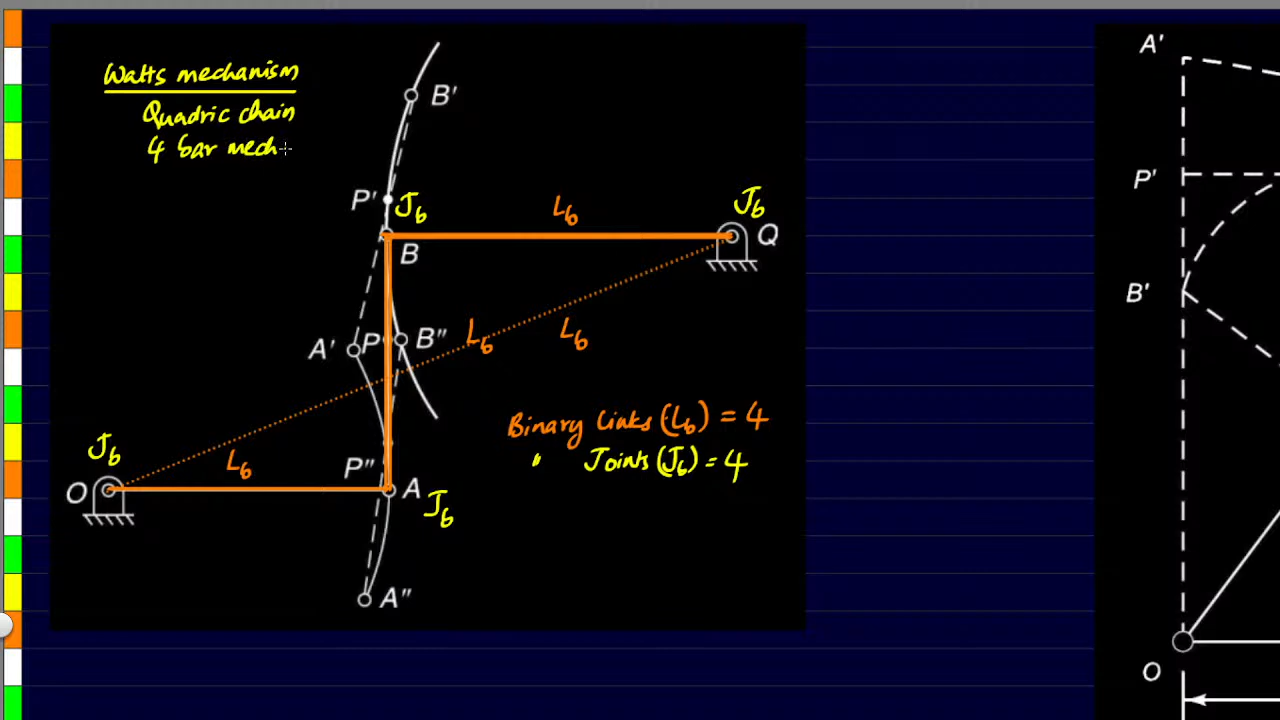 Watts mechanism
Quadric chain
4 bar mech
B'
P'
J_b
B
L_b
J_b
Q
A'
P
B"
L_b
L_b
J_b
O
L_b
P"
A
J_b
A"
Binary links (L_b) = 4
" Joints (J_b) = 4
A'
P'
B'
O